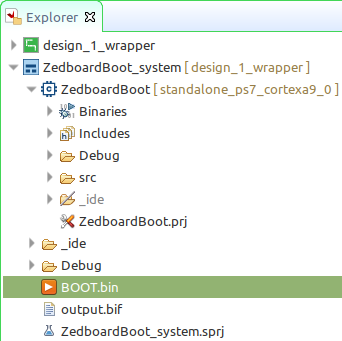 Explorer
design_1_wrapper
ZedboardBoot_system [ design_1_wrapper ]
ZedboardBoot [ standalone_ps7_cortexa9_0 ]
Binaries
Includes
Debug
src
_ide
ZedboardBoot.prj
_ide
Debug
BOOT.bin
output.bif
ZedboardBoot_system.sprj